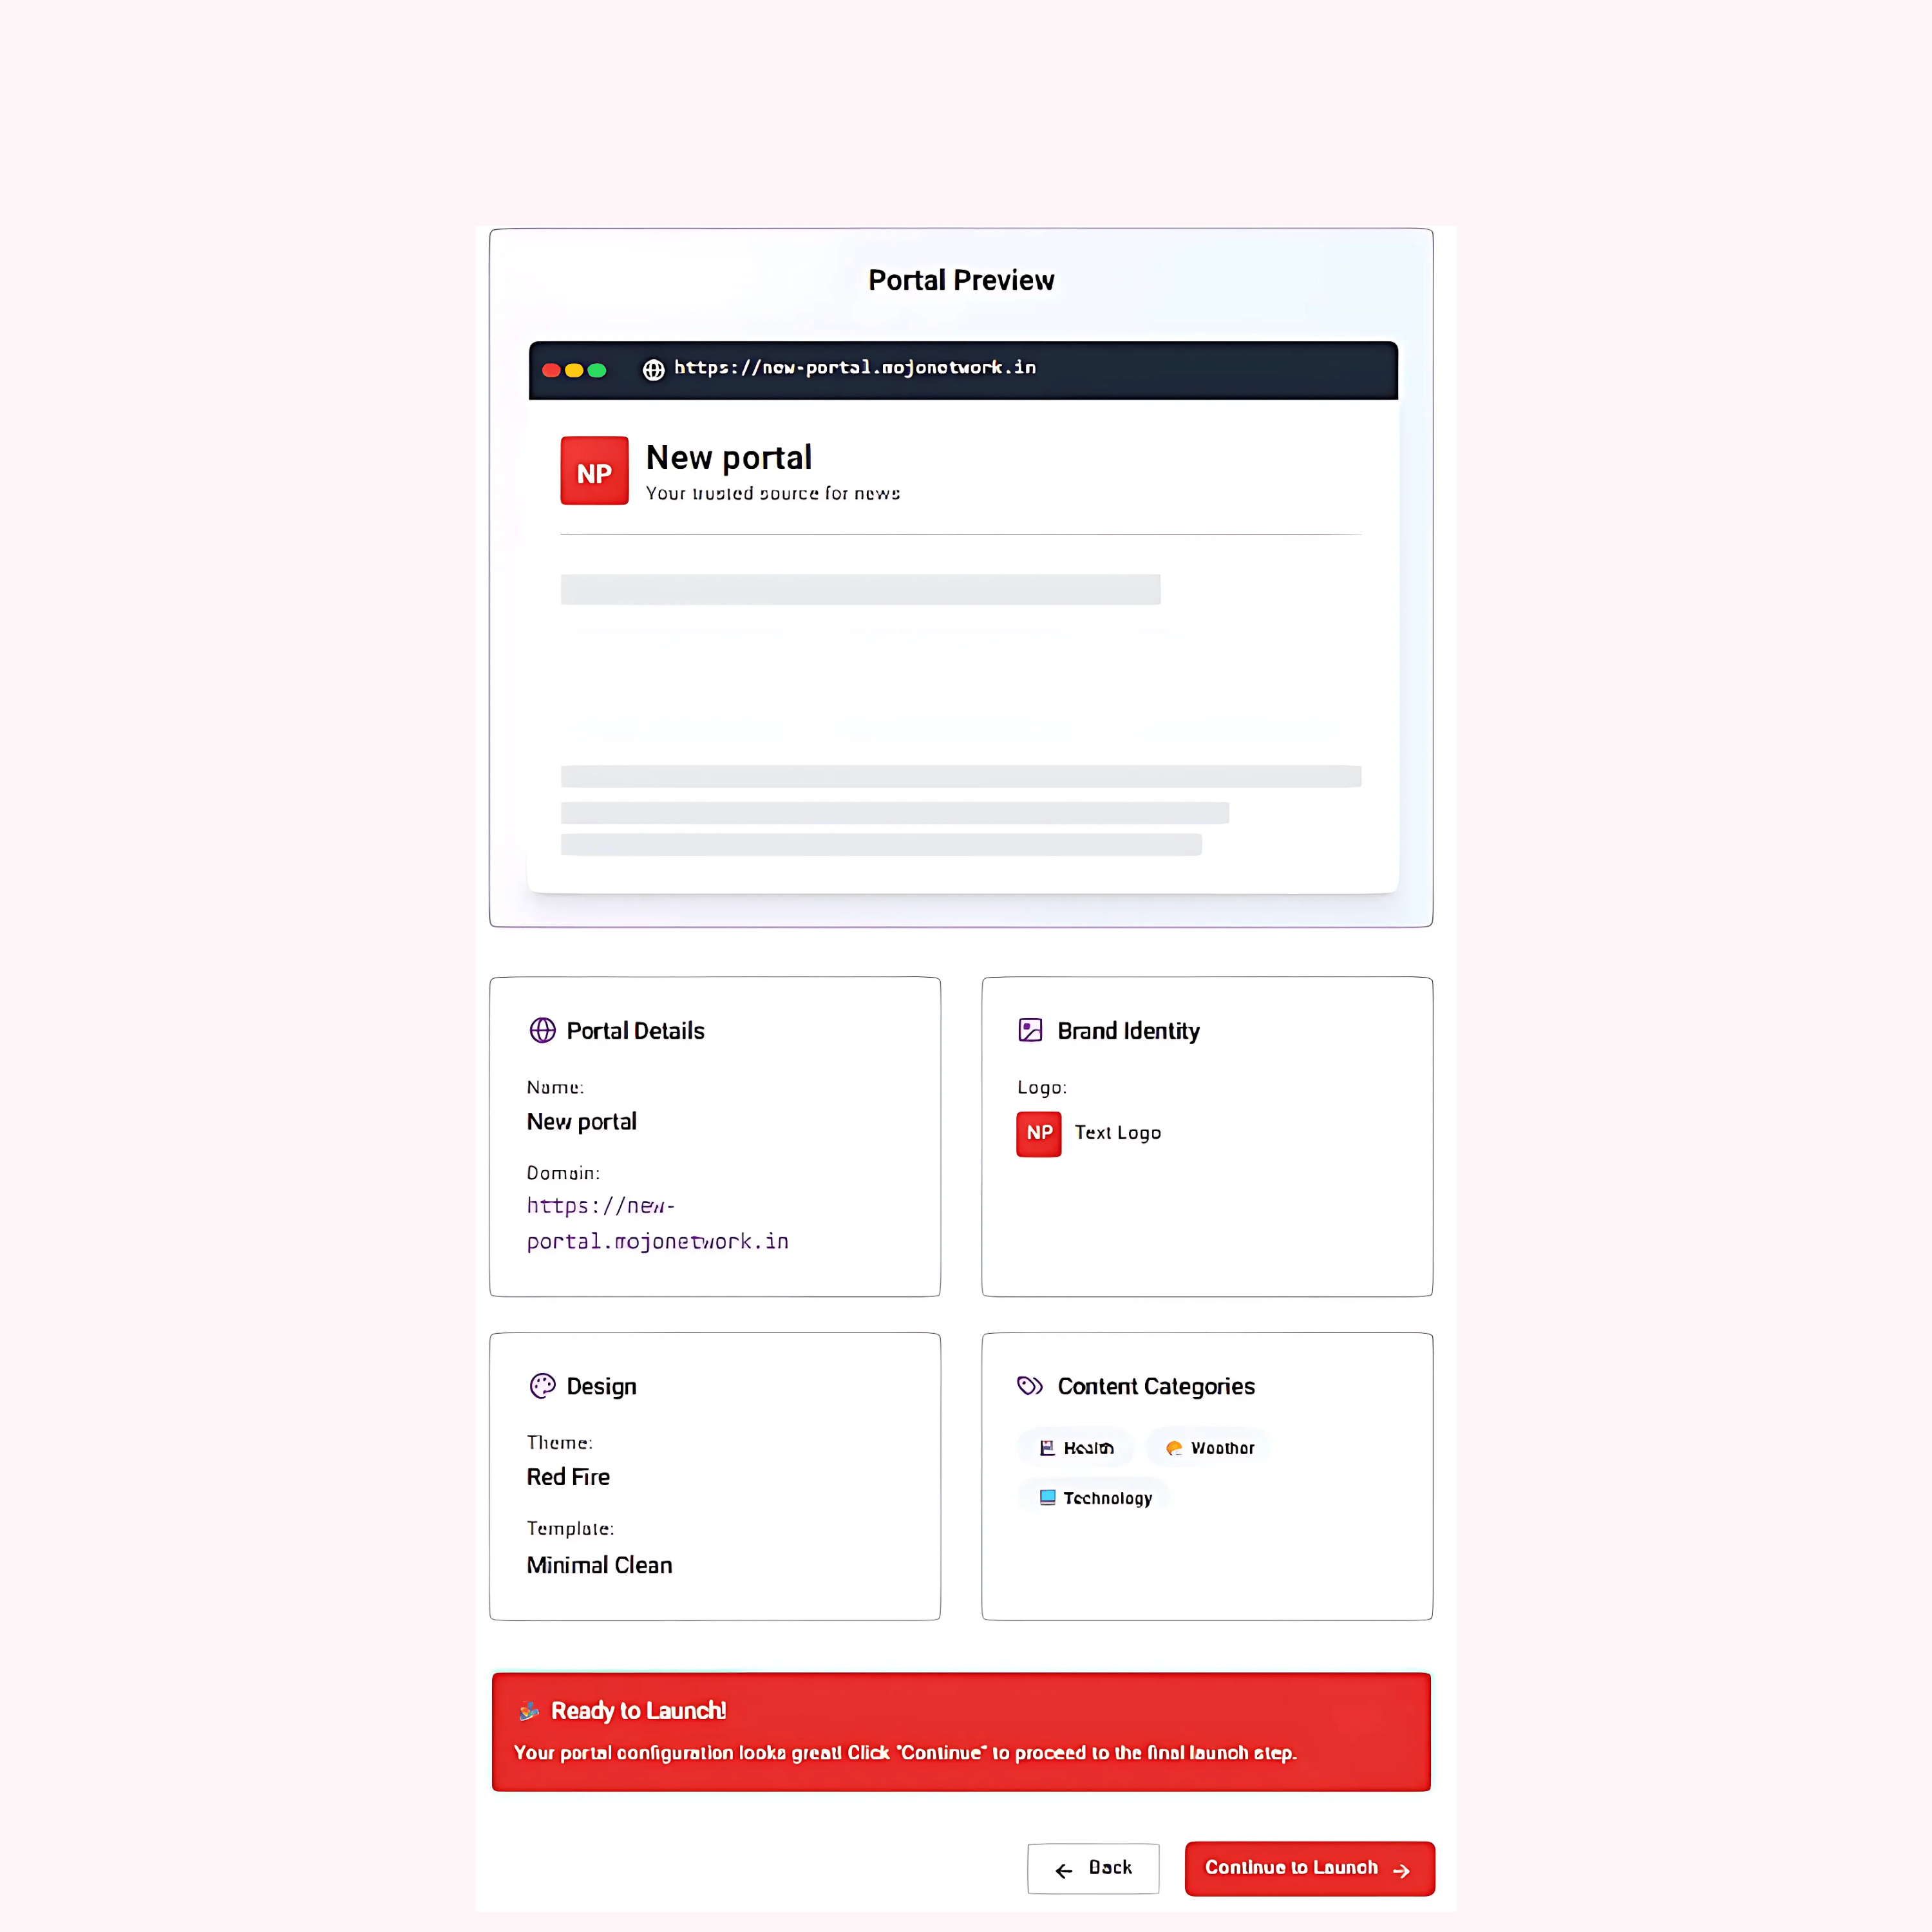 Portal Preview
https://new-portal.mojonetwork.in
NP
New portal
Your trusted source for news
Portal Details
Name:
New portal
Domain:
https://new-
portal.mojonetwork.in
Brand Identity
Logo:
NP Text Logo
Design
Theme:
Red Fire
Template:
Minimal Clean
Content Categories
Health Weather
Technology
Ready to Launch!
Your portal configuration looks great! Click "Continue" to proceed to the final launch step.
Back
Continue to Launch